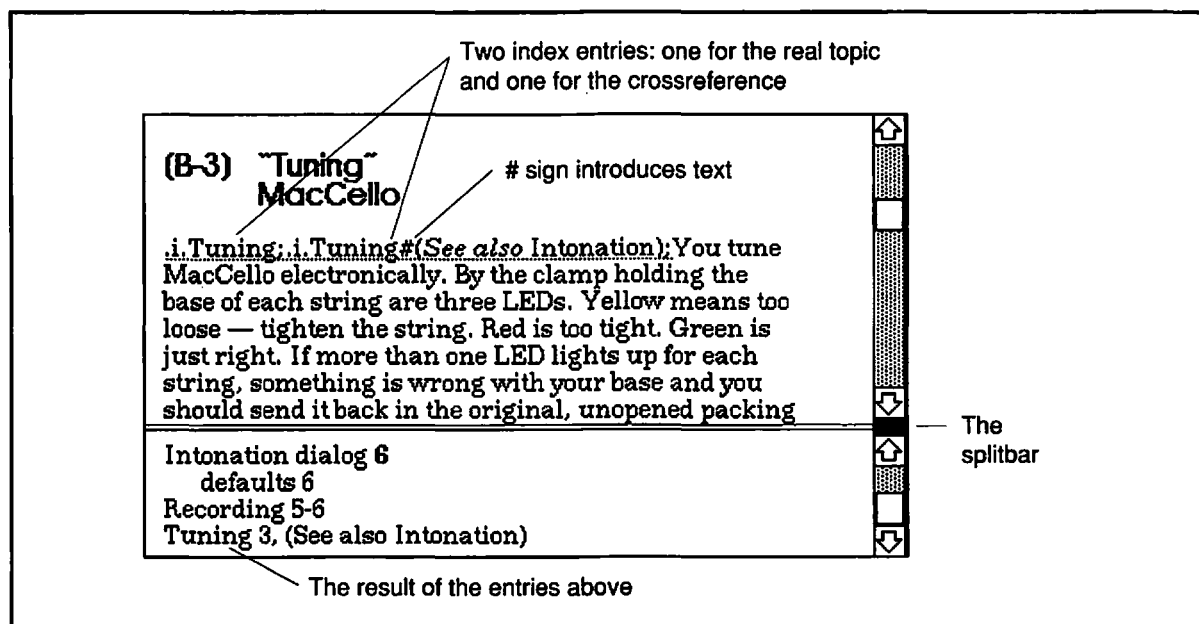 Two index entries: one for the real topic
and one for the crossreference
(B-3) "Tuning"
MacCello
# sign introduces text
.i.Tuning;.i.Tuning#(See also Intonation);You tune
MacCello electronically. By the clamp holding the
base of each string are three LEDs. Yellow means too
loose — tighten the string. Red is too tight. Green is
just right. If more than one LED lights up for each
string, something is wrong with your base and you
should send it back in the original, unopened packing
The
splitbar
Intonation dialog 6
defaults 6
Recording 5-6
Tuning 3, (See also Intonation)
The result of the entries above